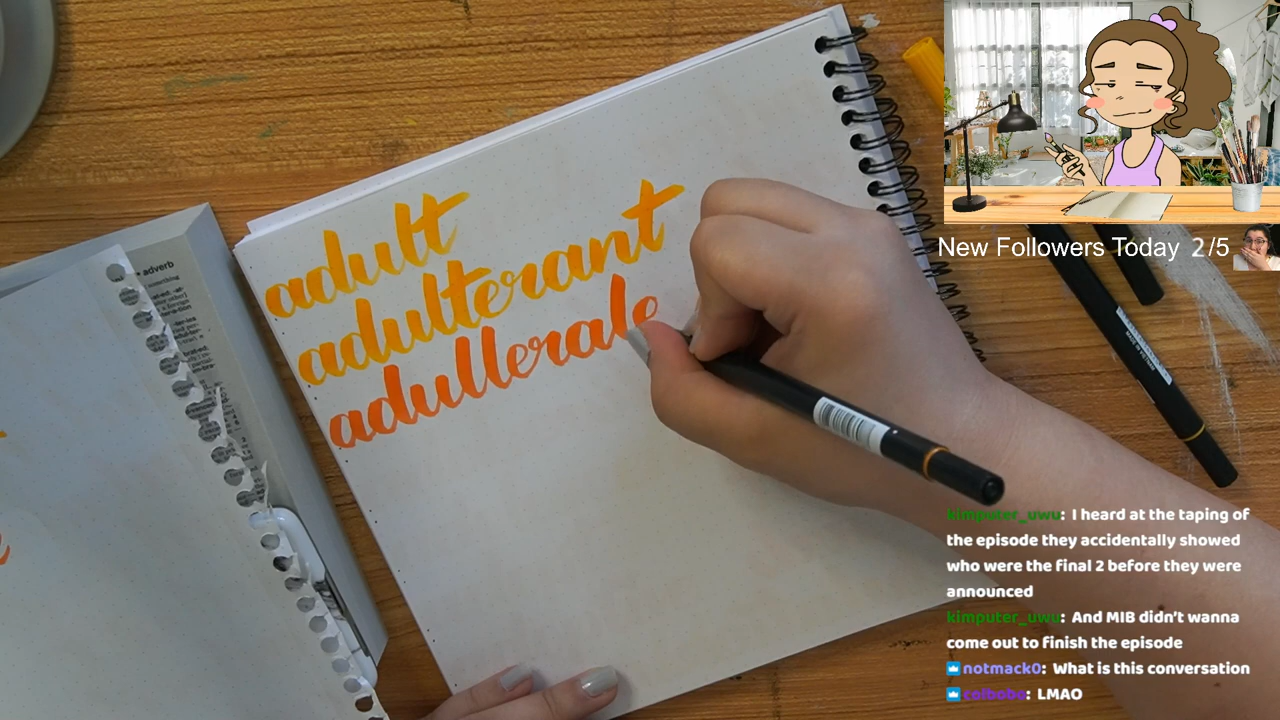 adult
adulterant
adullerale
adverb
New Followers Today 2/5
kimputer_uwu: I heard at the taping of
the episode they accidentally showed
who were the final 2 before they were
announced
kimputer_uwu: And MIB didn't wanna
come out to finish the episode
notmack0: What is this conversation
calbobo: LMAO